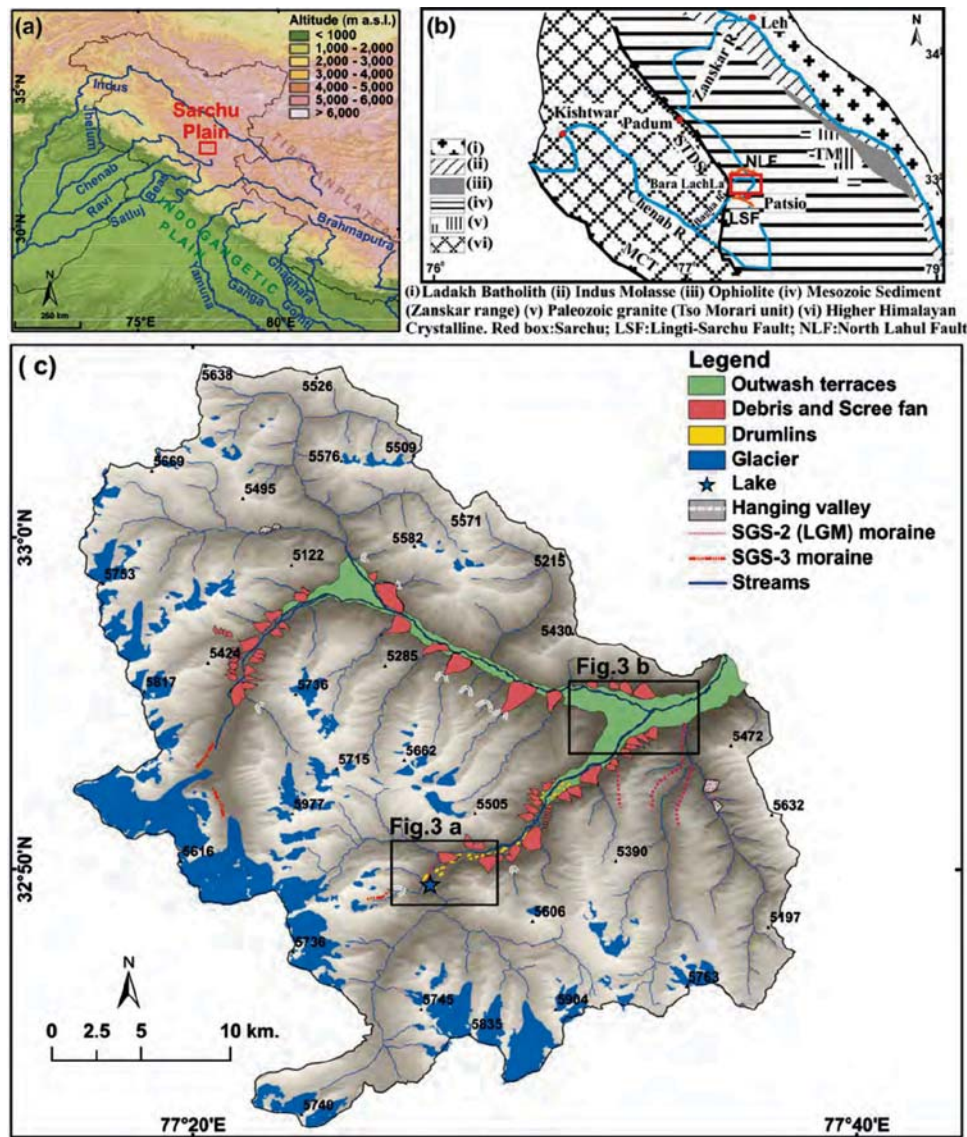 (a)
Altitude (m a.s.l.)
< 1000
1,000 - 2,000
2,000 - 3,000
3,000 - 4,000
4,000 - 5,000
5,000 - 6,000
> 6,000
35°N
30°N
75°E
80°E
Indus
Jhelum
Chenab
Ravi
Satluj
Beas
Sarchu
Plain
TIBETAN PLATEAU
INDO GANGETIC
PLAIN
Brahmaputra
Yamuna
Ganga
Ghaghara
Gomti
N
250 km
(b)
Leh
N
34°
Zanskar R.
Kishtwar
Padum
STDS
NLF
TM
33°
Bara LachLa
Patsio
Chenab R.
Bagha R.
LSF
MCT
76°
77°
79°
(i)
(ii)
(iii)
(iv)
(v)
(vi)
(i) Ladakh Batholith (ii) Indus Molasse (iii) Ophiolite (iv) Mesozoic Sediment
(Zanskar range) (v) Paleozoic granite (Tso Morari unit) (vi) Higher Himalayan
Crystalline. Red box:Sarchu; LSF:Lingti-Sarchu Fault; NLF:North Lahul Fault
( c)
Legend
Outwash terraces
Debris and Scree fan
Drumlins
Glacier
Lake
Hanging valley
SGS-2 (LGM) moraine
SGS-3 moraine
Streams
5638
5526
5669
5576
5509
5495
5571
5582
5215
5122
5753
5430
5424
5285
5817
5736
Fig.3 b
5472
5715
5662
5977
5505
5632
Fig.3 a
5616
5390
5606
5197
5736
5763
5745
5904
5835
5740
33°0'N
32°50'N
N
0 2.5 5 10 km.
77°20'E
77°40'E